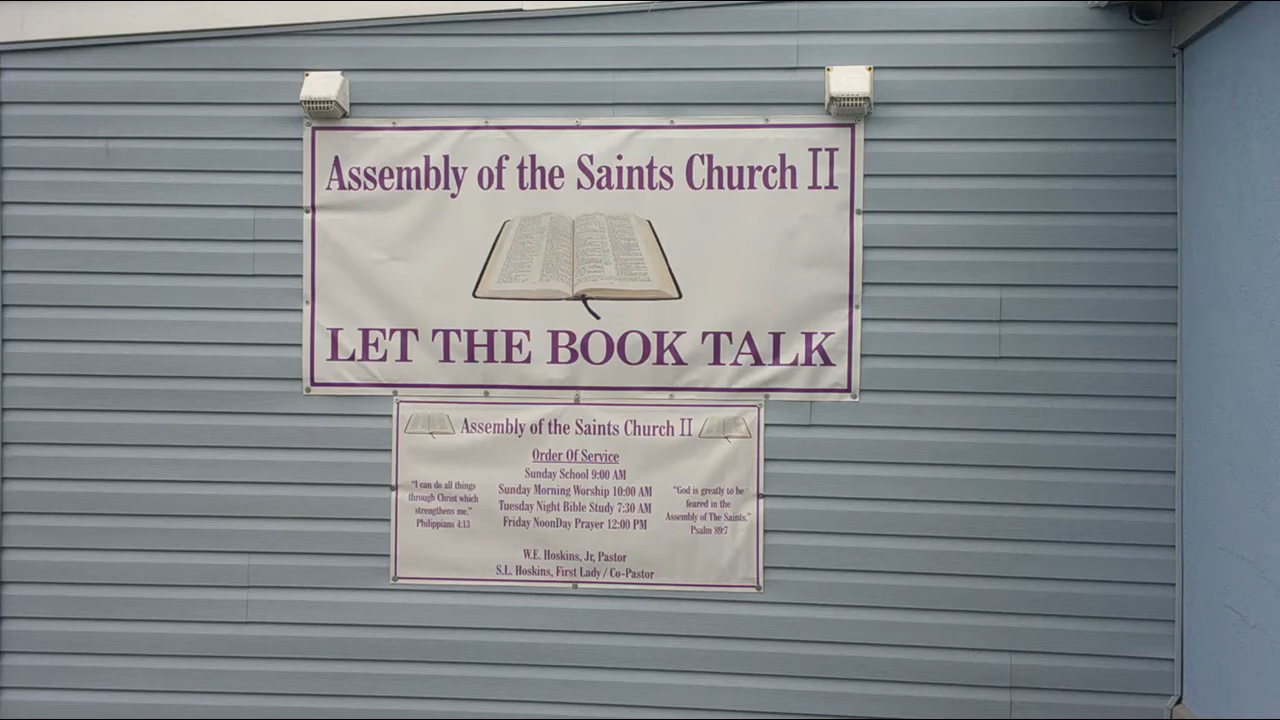 Assembly of the Saints Church II
LET THE BOOK TALK
Assembly of the Saints Church II
Order Of Service
Sunday School 9:00 AM
Sunday Morning Worship 10:00 AM
Tuesday Night Bible Study 7:30 AM
Friday NoonDay Prayer 12:00 PM
"I can do all things
through Christ which
strengthens me."
Philippians 4:13
"God is greatly to be
feared in the
Assembly of The Saints."
Psalm 89:7
W.E. Hoskins, Jr, Pastor
S.L. Hoskins, First Lady / Co-Pastor